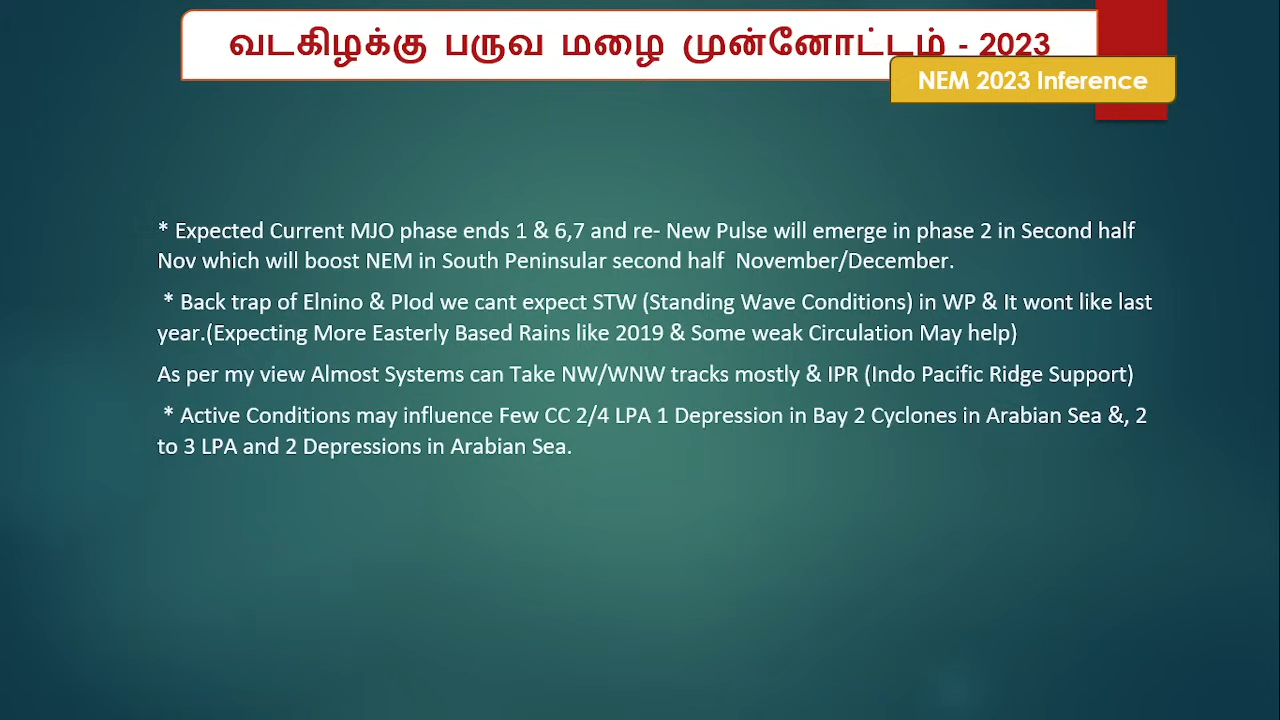 வடகிழக்கு பருவ மழை முன்னோட்டம் - 2023
NEM 2023 Inference
* Expected Current MJO phase ends 1 & 6,7 and re- New Pulse will emerge in phase 2 in Second half
Nov which will boost NEM in South Peninsular second half November/December.
* Back trap of Elnino & PIod we cant expect STW (Standing Wave Conditions) in WP & It wont like last
year.(Expecting More Easterly Based Rains like 2019 & Some weak Circulation May help)
As per my view Almost Systems can Take NW/WNW tracks mostly & IPR (Indo Pacific Ridge Support)
* Active Conditions may influence Few CC 2/4 LPA 1 Depression in Bay 2 Cyclones in Arabian Sea &, 2
to 3 LPA and 2 Depressions in Arabian Sea.